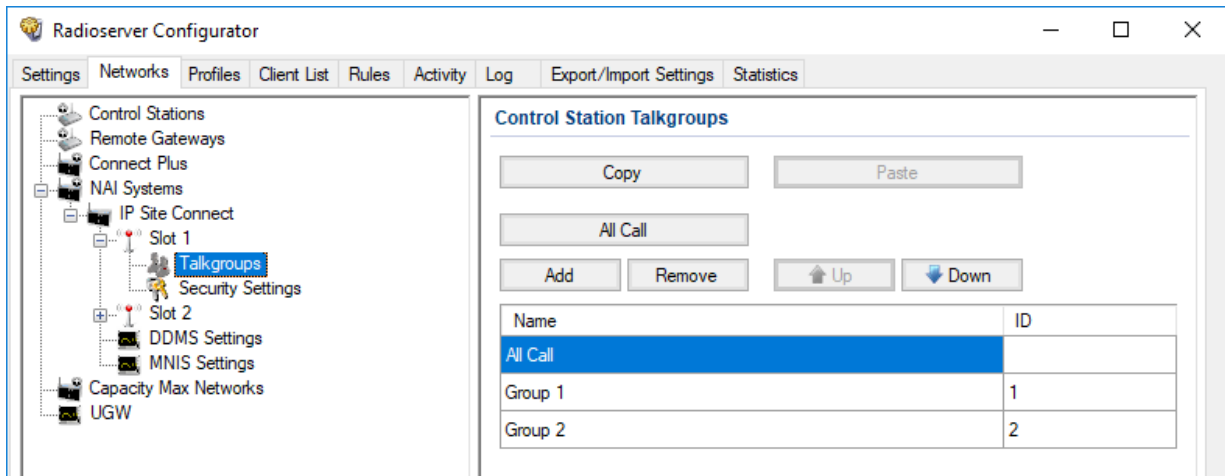 Radioserver Configurator
Settings Networks Profiles Client List Rules Activity Log Export/Import Settings Statistics
Control Stations
Remote Gateways
Connect Plus
NAI Systems
IP Site Connect
Slot 1
Talkgroups
Security Settings
Slot 2
DDMS Settings
MNIS Settings
Capacity Max Networks
UGW
Control Station Talkgroups
Copy Paste
All Call
Add Remove Up Down
Name ID
All Call
Group 1 1
Group 2 2